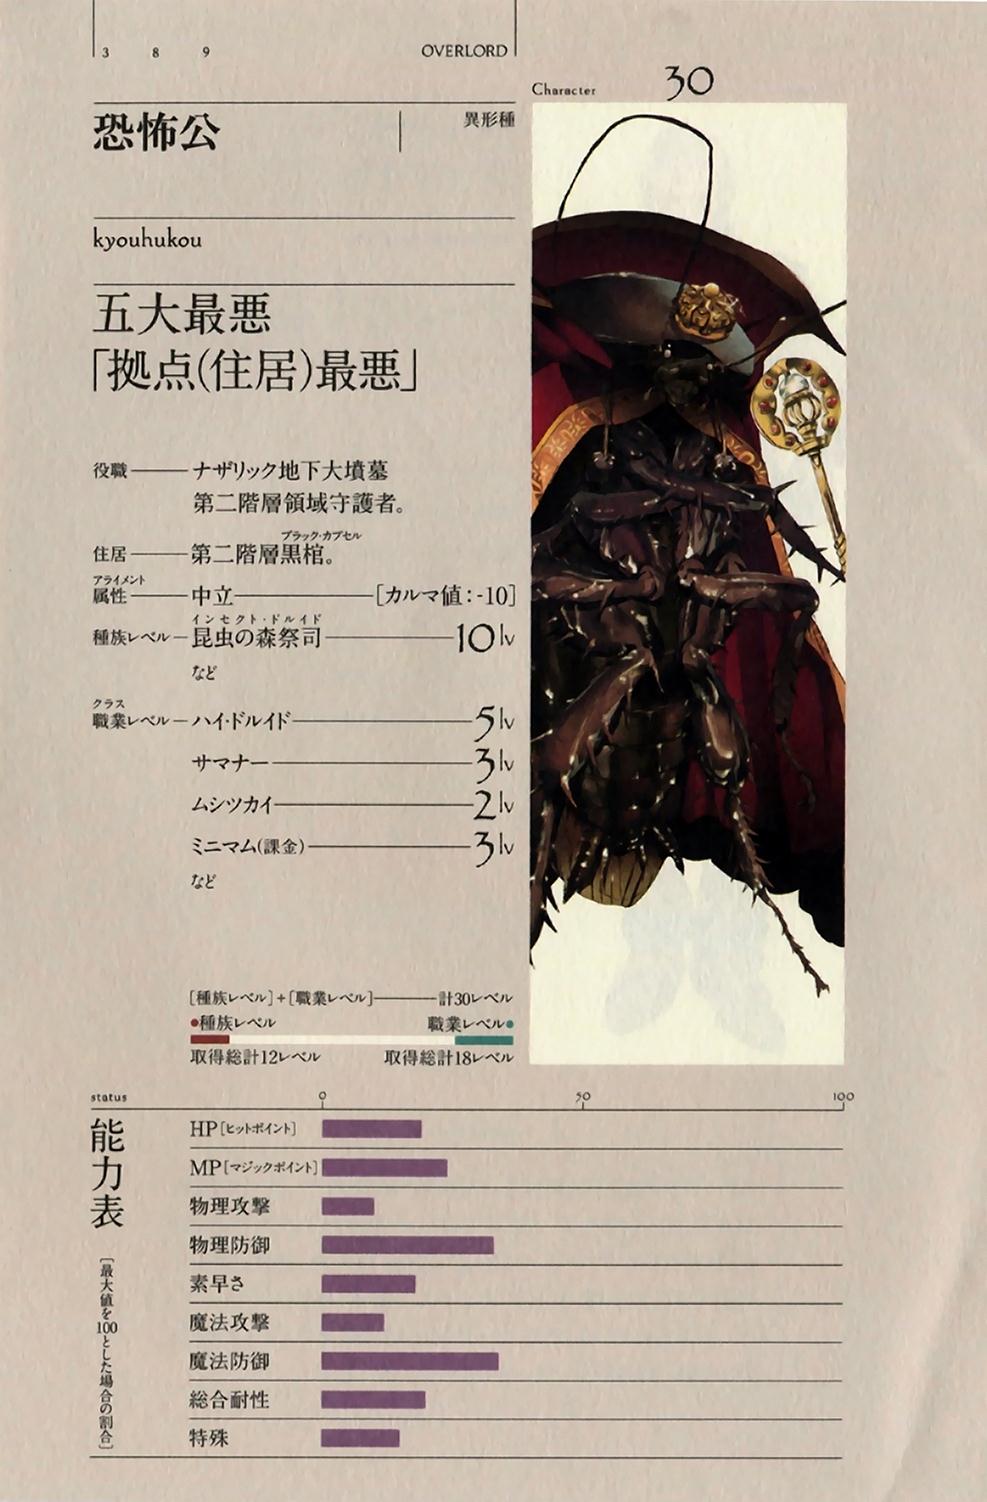 3 8 9
OVERLORD
Character 30
恐怖公
異形種
kyouhukou
五大最悪
「拠点(住居)最悪」
役職 ナザリック地下大墳墓
第二階層領域守護者。
ブラック・カプセル
住居 第二階層黒棺。
アライメント
属性 中立 [カルマ値:-10]
インセクト・ドルイド
種族レベル 昆虫の森祭司 10lv
など
クラス
職業レベル ハイ・ドルイド 5lv
サマナー 3lv
ムシツカイ 2lv
ミニマム(課金) 3lv
など
[種族レベル]+[職業レベル] 計30レベル
●種族レベル 職業レベル●
取得総計12レベル 取得総計18レベル
status
0 50 100
能力表
[最大値を100とした場合の割合]
HP[ヒットポイント]
MP[マジックポイント]
物理攻撃
物理防御
素早さ
魔法攻撃
魔法防御
総合耐性
特殊